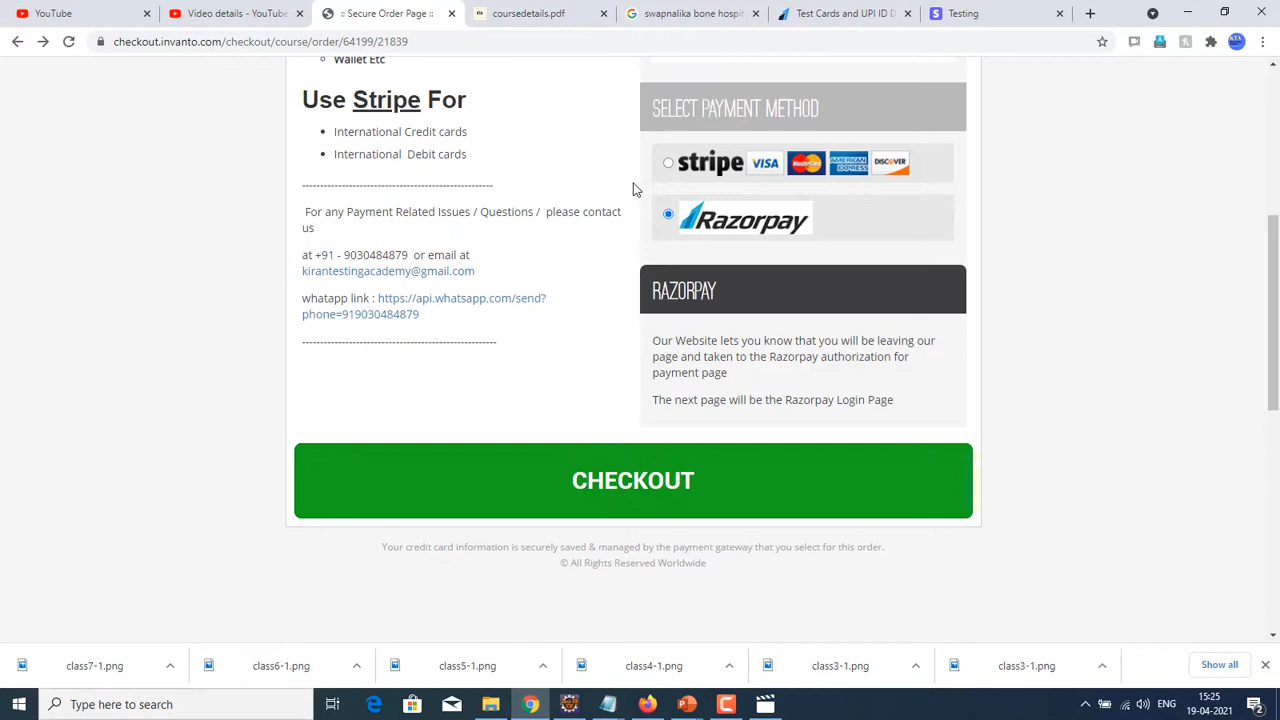 YouTube
Video details - YouTube
:: Secure Order Page ::
coursedetails.pdf
swapnalika bone hospit
Test Cards and UPI ID D
Testing
checkout.invanto.com/checkout/course/order/64199/21839
Wallet Etc
Use Stripe For
International Credit cards
International Debit cards
---------------------------------------------------
For any Payment Related Issues / Questions / please contact
us
at +91 - 9030484879 or email at
kirantestingacademy@gmail.com
whatapp link : https://api.whatsapp.com/send?
phone=919030484879
----------------------------------------------------
SELECT PAYMENT METHOD
stripe VISA MasterCard AMERICAN EXPRESS DISCOVER
Razorpay
RAZORPAY
Our Website lets you know that you will be leaving our
page and taken to the Razorpay authorization for
payment page
The next page will be the Razorpay Login Page
CHECKOUT
Your credit card information is securely saved & managed by the payment gateway that you select for this order.
© All Rights Reserved Worldwide
class7-1.png
class6-1.png
class5-1.png
class4-1.png
class3-1.png
class3-1.png
Show all
Type here to search
ENG
15:25
19-04-2021
2